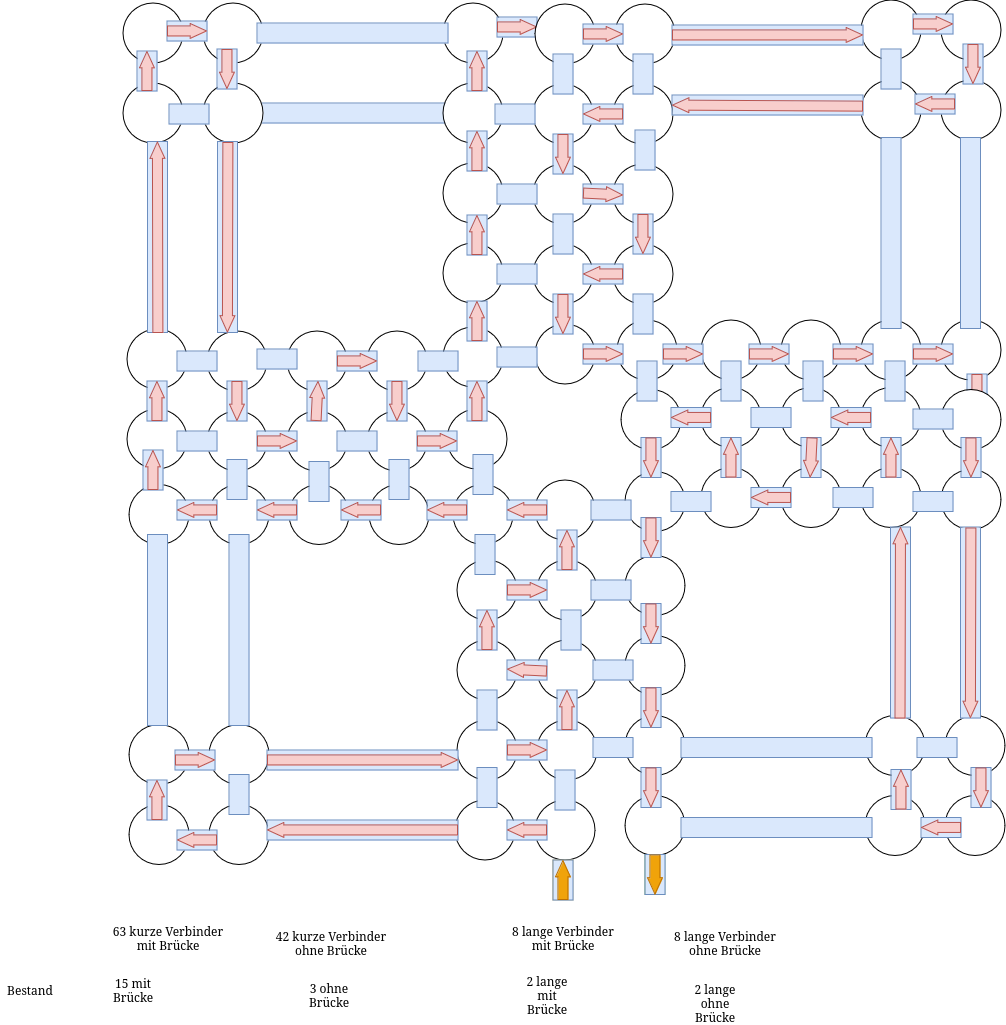 63 kurze Verbinder
mit Brücke
42 kurze Verbinder
ohne Brücke
8 lange Verbinder
mit Brücke
8 lange Verbinder
ohne Brücke
Bestand
15 mit
Brücke
3 ohne
Brücke
2 lange
mit
Brücke
2 lange
ohne
Brücke